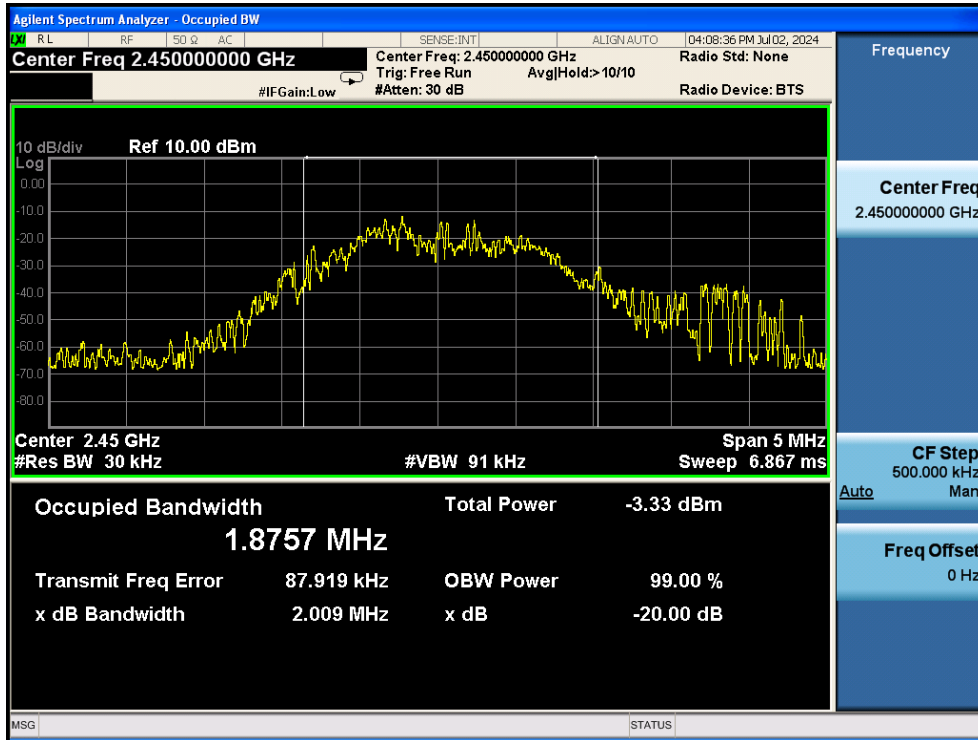 Agilent Spectrum Analyzer - Occupied BW
LXI RL RF 50 Ω AC SENSE:INT ALIGN AUTO 04:08:36 PM Jul 02, 2024
Center Freq 2.450000000 GHz
Center Freq: 2.450000000 GHz
Radio Std: None
Trig: Free Run Avg|Hold:> 10/10
#IFGain:Low
#Atten: 30 dB
Radio Device: BTS
10 dB/div Ref 10.00 dBm
Log
0.00
-10.0
-20.0
-30.0
-40.0
-50.0
-60.0
-70.0
-80.0
Center 2.45 GHz Span 5 MHz
#Res BW 30 kHz #VBW 91 kHz Sweep 6.867 ms
Occupied Bandwidth Total Power -3.33 dBm
1.8757 MHz
Transmit Freq Error 87.919 kHz OBW Power 99.00 %
x dB Bandwidth 2.009 MHz x dB -20.00 dB
MSG STATUS
Frequency
Center Freq
2.450000000 GHz
CF Step
500.000 kHz
Auto Man
Freq Offset
0 Hz